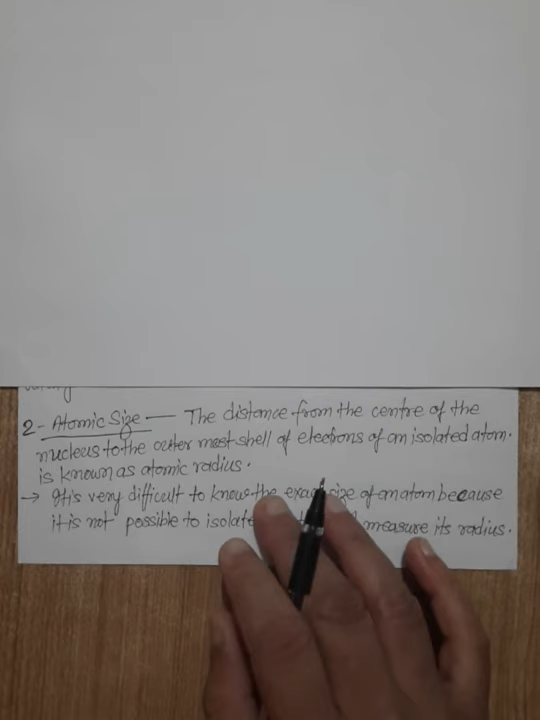 2- Atomic Size — The distance from the centre of the
nucleus to the outer most shell of electrons of an isolated atom.
is known as atomic radius.
→ It is very difficult to know the exact size of an atom because
it is not possible to isolate measure its radius.